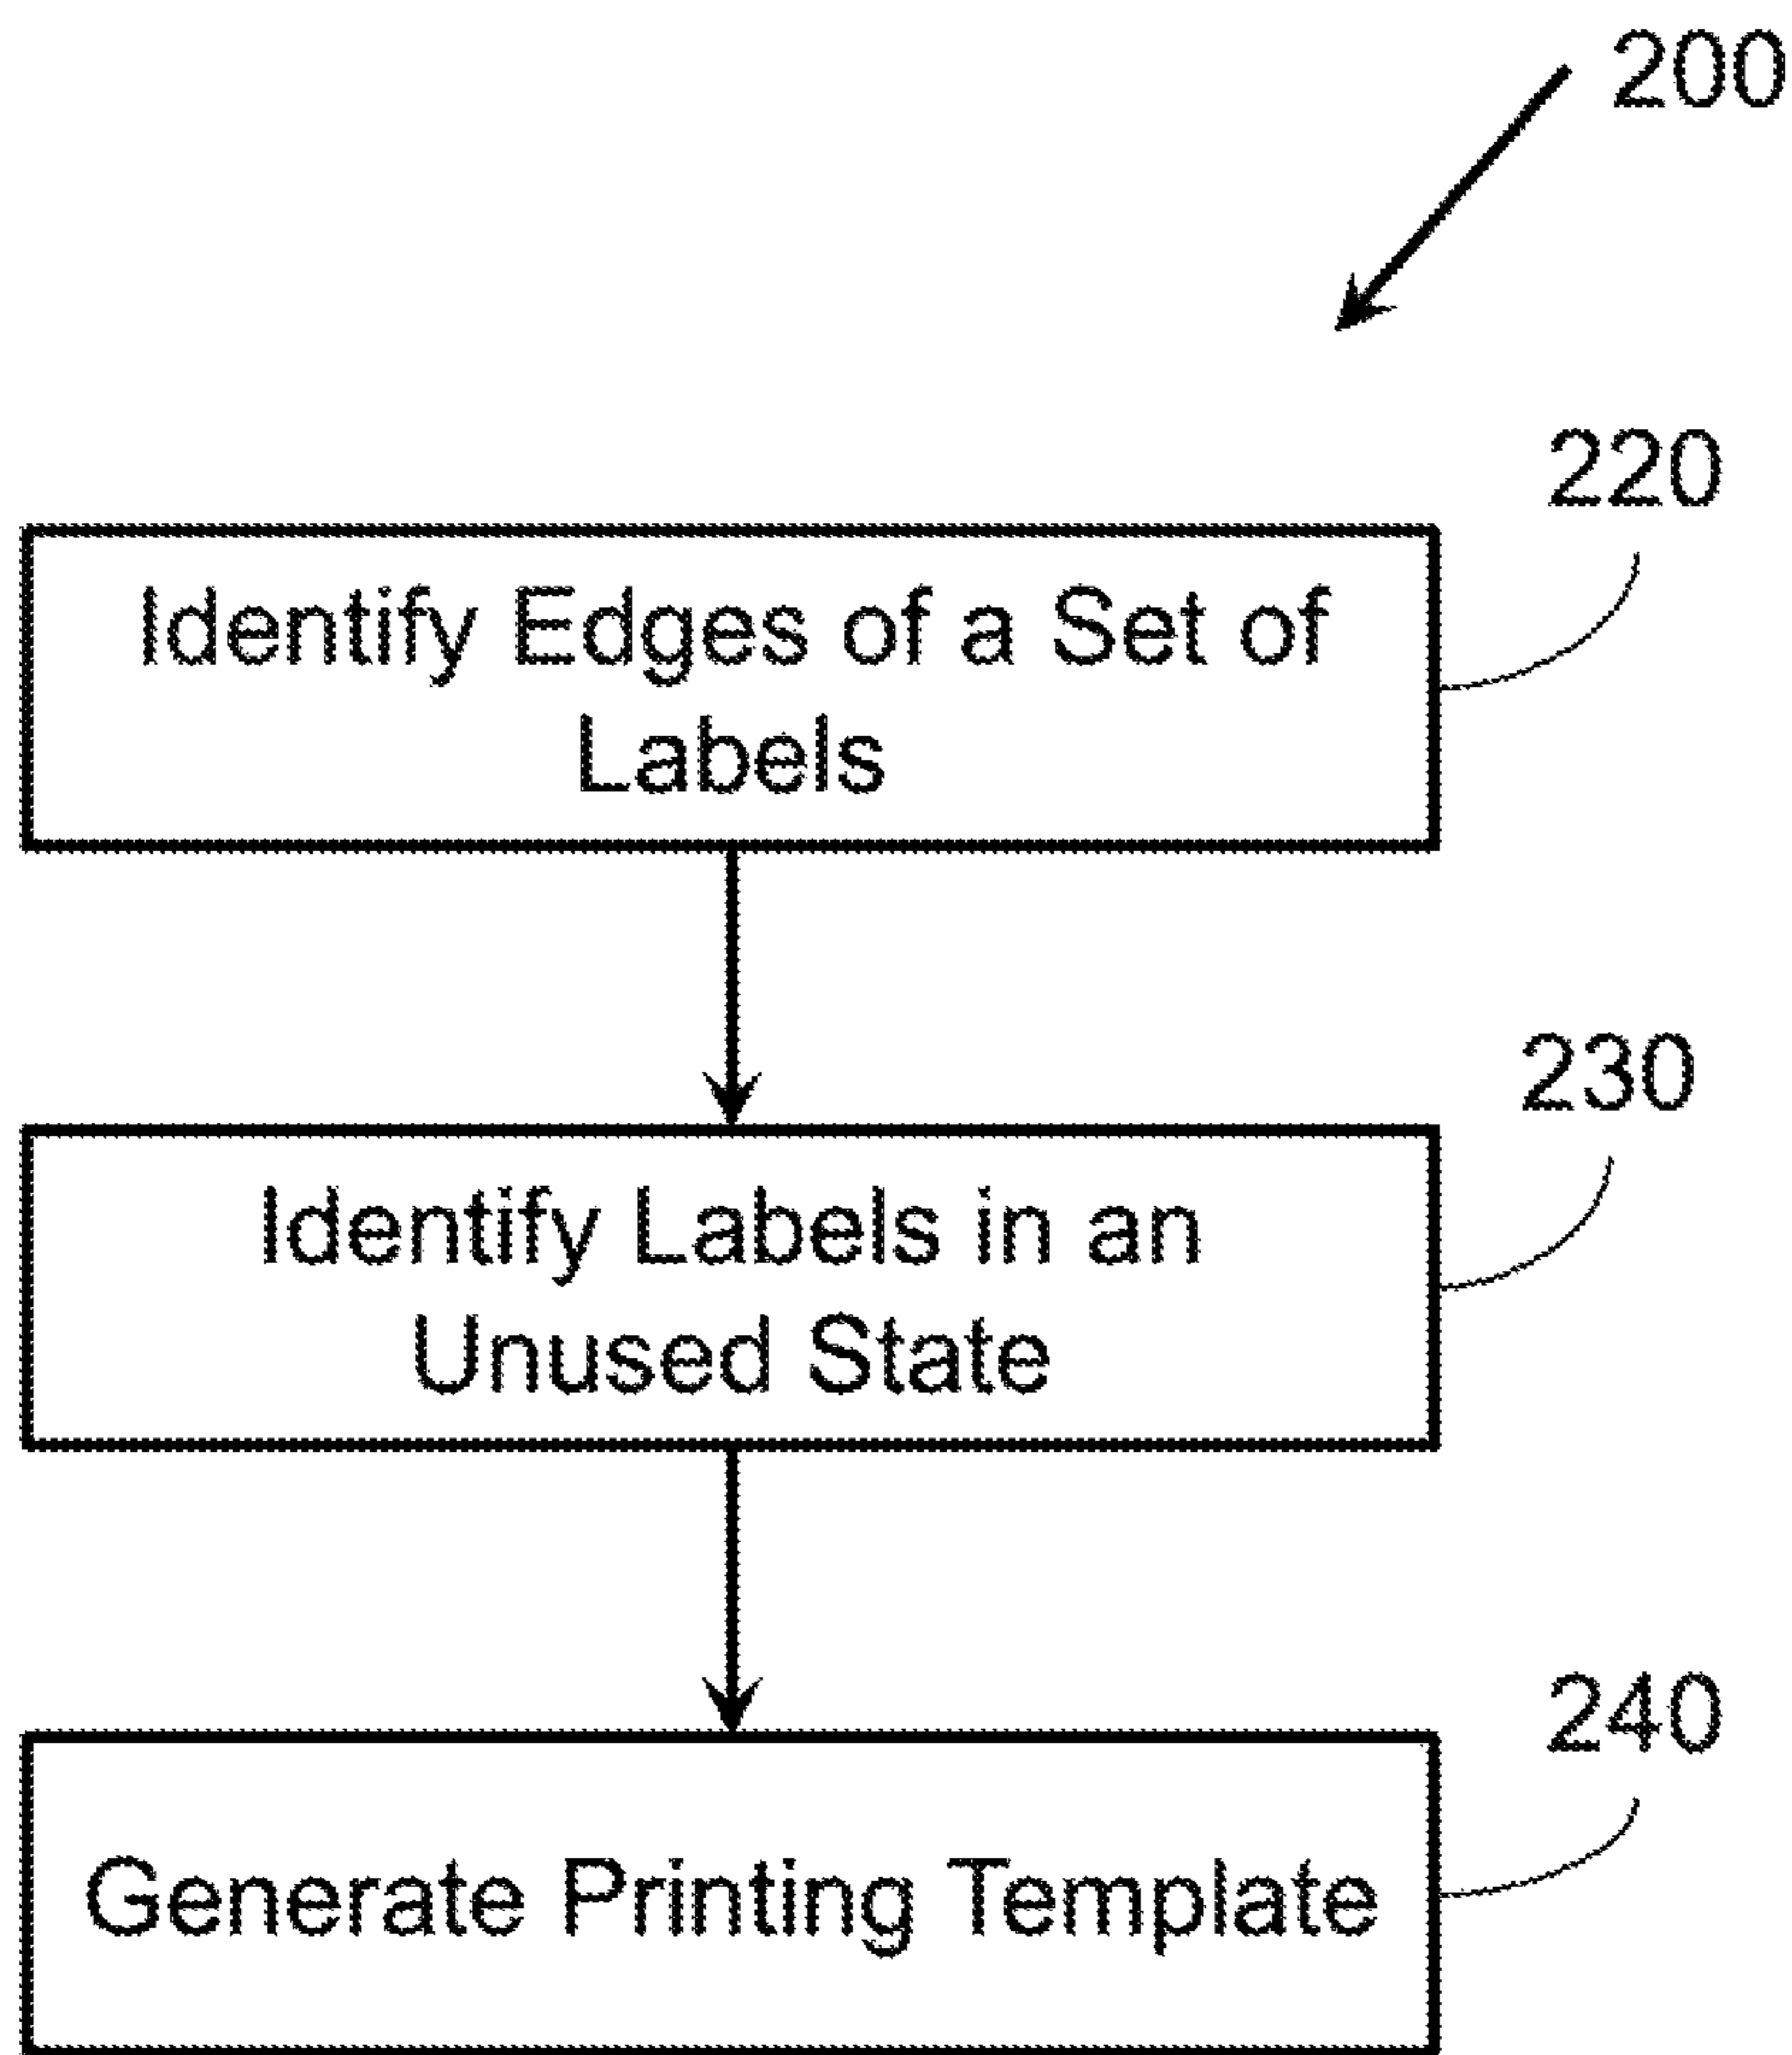 200
220
Identify Edges of a Set of
Labels
230
Identify Labels in an
Unused State
240
Generate Printing Template